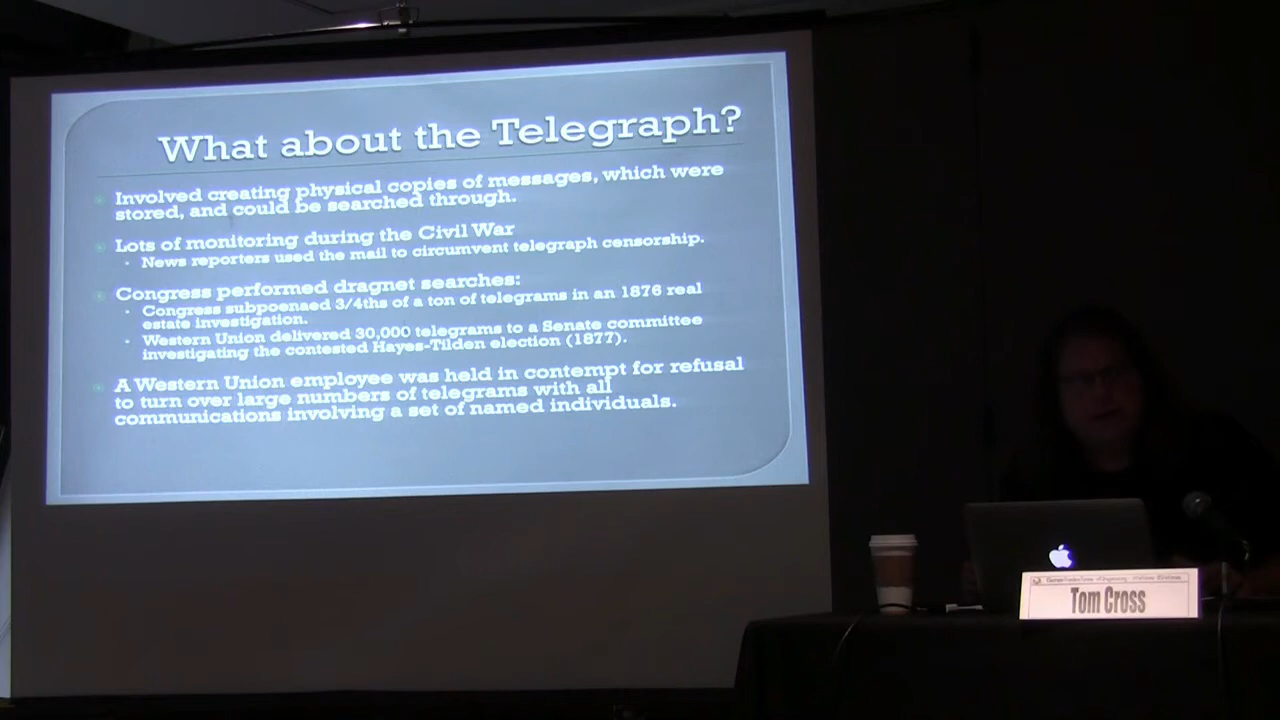 What about the Telegraph?
Involved creating physical copies of messages, which were
stored, and could be searched through.
Lots of monitoring during the Civil War
News reporters used the mail to circumvent telegraph censorship.
Congress performed dragnet searches:
Congress subpoenaed 3/4ths of a ton of telegrams in an 1876 real
estate investigation.
Western Union delivered 30,000 telegrams to a Senate committee
investigating the contested Hayes-Tilden election (1877).
A Western Union employee was held in contempt for refusal
to turn over large numbers of telegrams with all
communications involving a set of named individuals.
Tom Cross